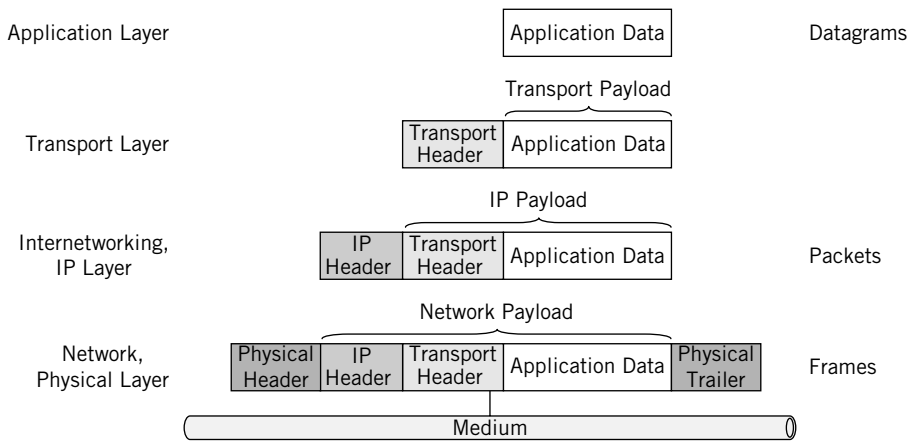 Application Layer
Application Data
Datagrams
Transport Payload
Transport Layer
Transport
Header
Application Data
IP Payload
Internetworking,
IP Layer
IP
Header
Transport
Header
Application Data
Packets
Network Payload
Network,
Physical Layer
Physical
Header
IP
Header
Transport
Header
Application Data
Physical
Trailer
Frames
Medium